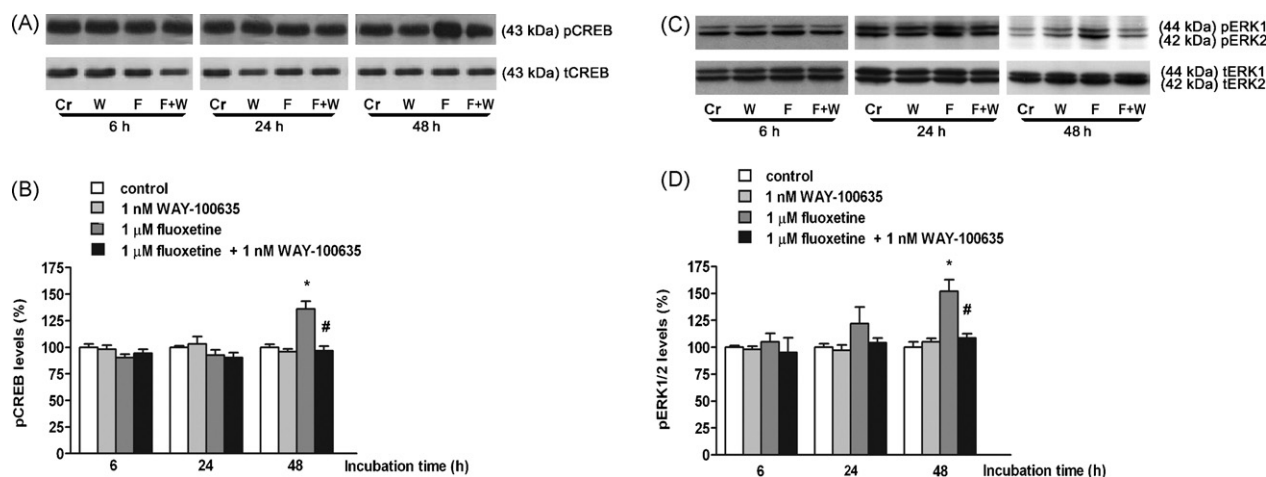 (A)
(43 kDa) pCREB
(43 kDa) tCREB
Cr W F F+W Cr W F F+W Cr W F F+W
6 h 24 h 48 h
(B)
control
1 nM WAY-100635
1 μM fluoxetine
1 μM fluoxetine + 1 nM WAY-100635
pCREB levels (%)
175
150
125
100
75
50
25
0
*
#
6 24 48 Incubation time (h)
(C)
(44 kDa) pERK1
(42 kDa) pERK2
(44 kDa) tERK1
(42 kDa) tERK2
Cr W F F+W Cr W F F+W Cr W F F+W
6 h 24 h 48 h
(D)
control
1 nM WAY-100635
1 μM fluoxetine
1 μM fluoxetine + 1 nM WAY-100635
pERK1/2 levels (%)
175
150
125
100
75
50
25
0
*
#
6 24 48 Incubation time (h)